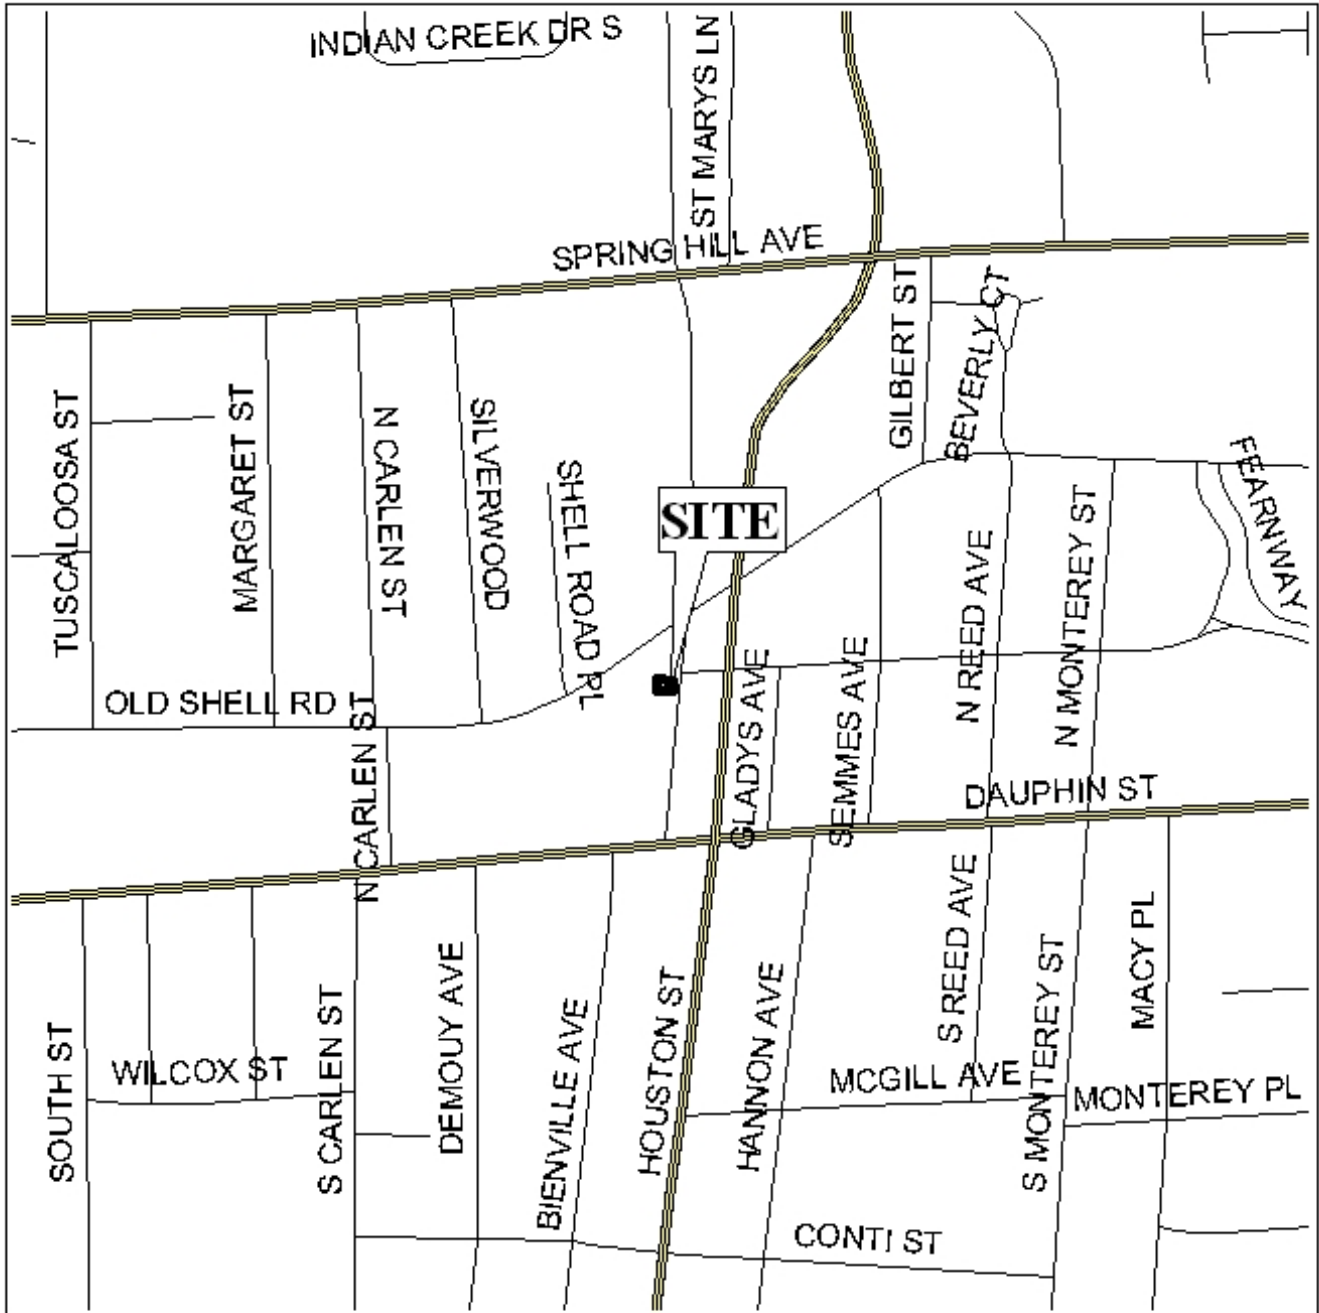 INDIAN CREEK DR S
ST MARYS LN
SPRING HILL AVE
GILBERT ST
BEVERLY CT
TUSCALOOSA ST
MARGARET ST
N CARLEN ST
SILVERWOOD
SHELL ROAD PL
SITE
FEARNWAY
N REED AVE
N MONTEREY ST
OLD SHELL RD
N CARLEN ST
GLADYS AVE
SEMMES AVE
DAUPHIN ST
SOUTH ST
WILCOX ST
S CARLEN ST
DEMOUY AVE
BIENVILLE AVE
HOUSTON ST
HANNON AVE
S REED AVE
MCGILL AVE
S MONTEREY ST
MACY PL
MONTEREY PL
CONTI ST